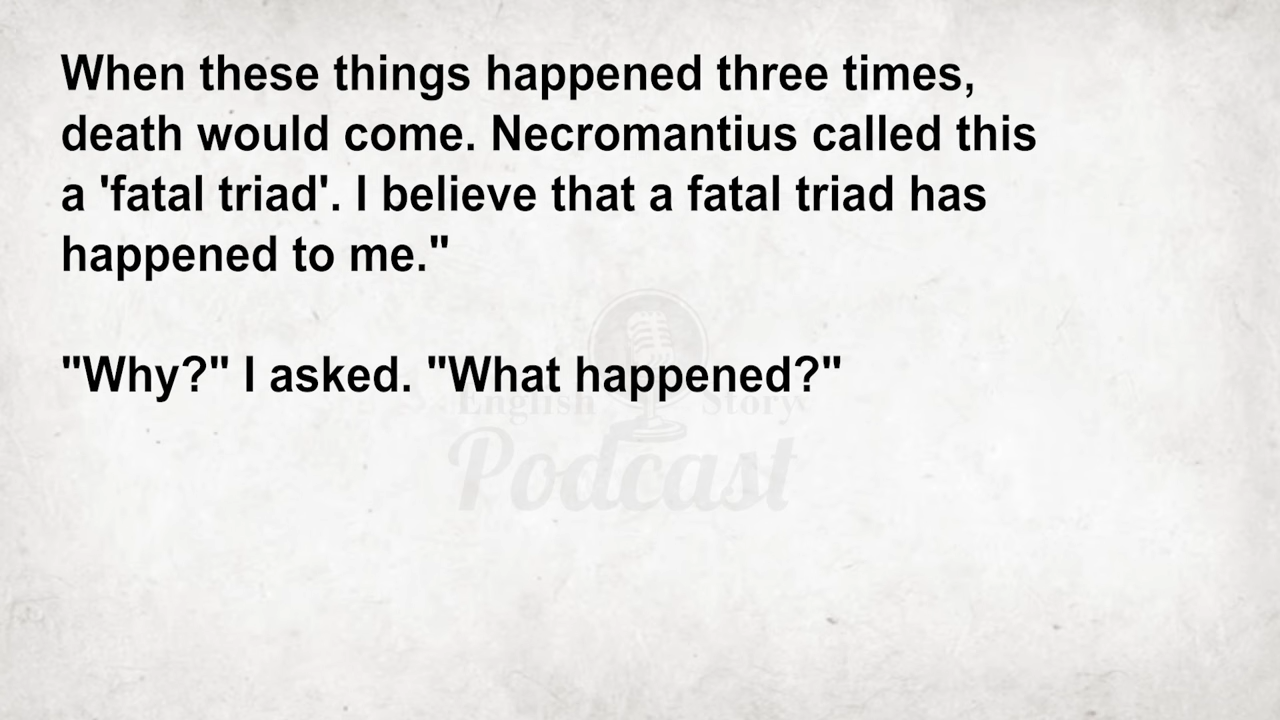 When these things happened three times,
death would come. Necromantius called this
a 'fatal triad'. I believe that a fatal triad has
happened to me."
"Why?" I asked. "What happened?"
English Story
Podcast